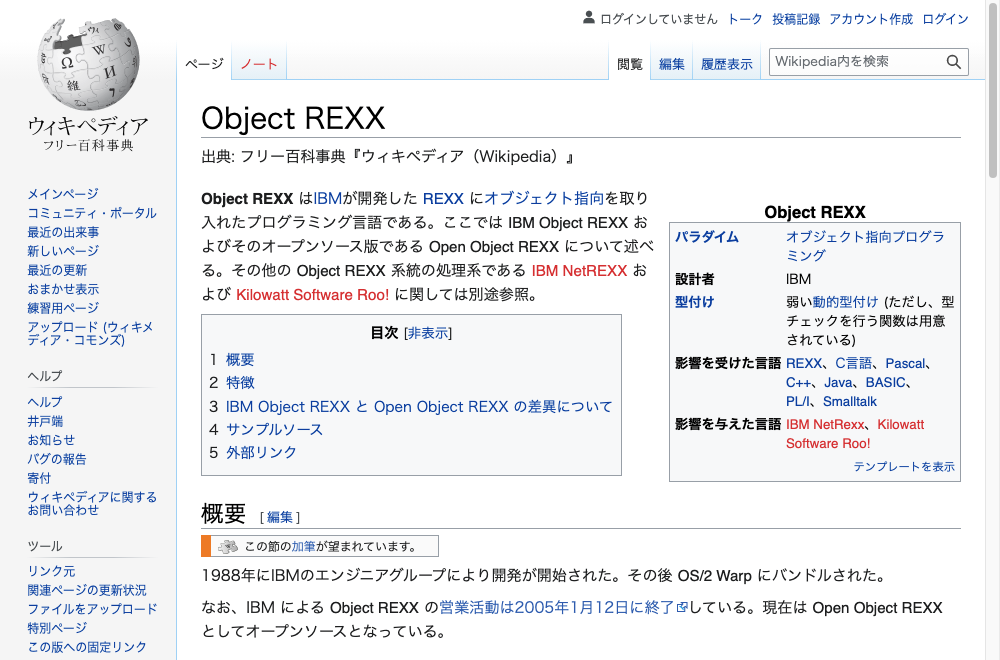 ログインしていません トーク 投稿記録 アカウント作成 ログイン
ページ ノート 閲覧 編集 履歴表示 Wikipedia内を検索
Ω W И 維
ウィキペディア
フリー百科事典
メインページ
コミュニティ・ポータル
最近の出来事
新しいページ
最近の更新
おまかせ表示
練習用ページ
アップロード (ウィキメ
ディア・コモンズ)
ヘルプ
ヘルプ
井戸端
お知らせ
バグの報告
寄付
ウィキペディアに関する
お問い合わせ
ツール
リンク元
関連ページの更新状況
ファイルをアップロード
特別ページ
この版への固定リンク
Object REXX
出典: フリー百科事典『ウィキペディア（Wikipedia）』
Object REXX はIBMが開発した REXX にオブジェクト指向を取り
入れたプログラミング言語である。ここでは IBM Object REXX お
よびそのオープンソース版である Open Object REXX について述べ
る。その他の Object REXX 系統の処理系である IBM NetREXX お
よび Kilowatt Software Roo! に関しては別途参照。
Object REXX
パラダイム オブジェクト指向プログラ
ミング
設計者 IBM
型付け 弱い動的型付け (ただし、型
チェックを行う関数は用意
されている)
影響を受けた言語 REXX、C言語、Pascal、
C++、Java、BASIC、
PL/I、Smalltalk
影響を与えた言語 IBM NetRexx、Kilowatt
Software Roo!
テンプレートを表示
目次 [非表示]
1 概要
2 特徴
3 IBM Object REXX と Open Object REXX の差異について
4 サンプルソース
5 外部リンク
概要 [編集]
この節の加筆が望まれています。
1988年にIBMのエンジニアグループにより開発が開始された。その後 OS/2 Warp にバンドルされた。
なお、IBM による Object REXX の営業活動は2005年1月12日に終了している。現在は Open Object REXX
としてオープンソースとなっている。